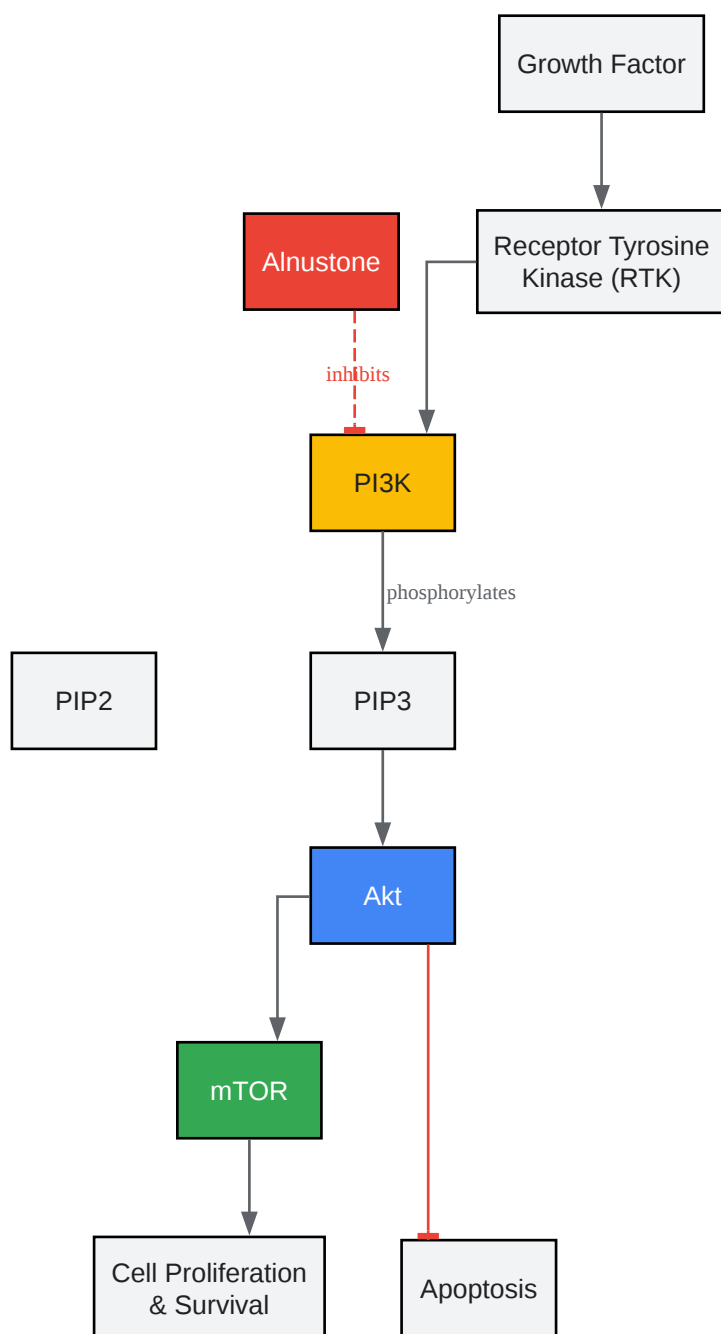 Growth Factor
Alnustone
Receptor Tyrosine
Kinase (RTK)
inhibits
PI3K
phosphorylates
PIP2
PIP3
Akt
mTOR
Cell Proliferation
& Survival
Apoptosis